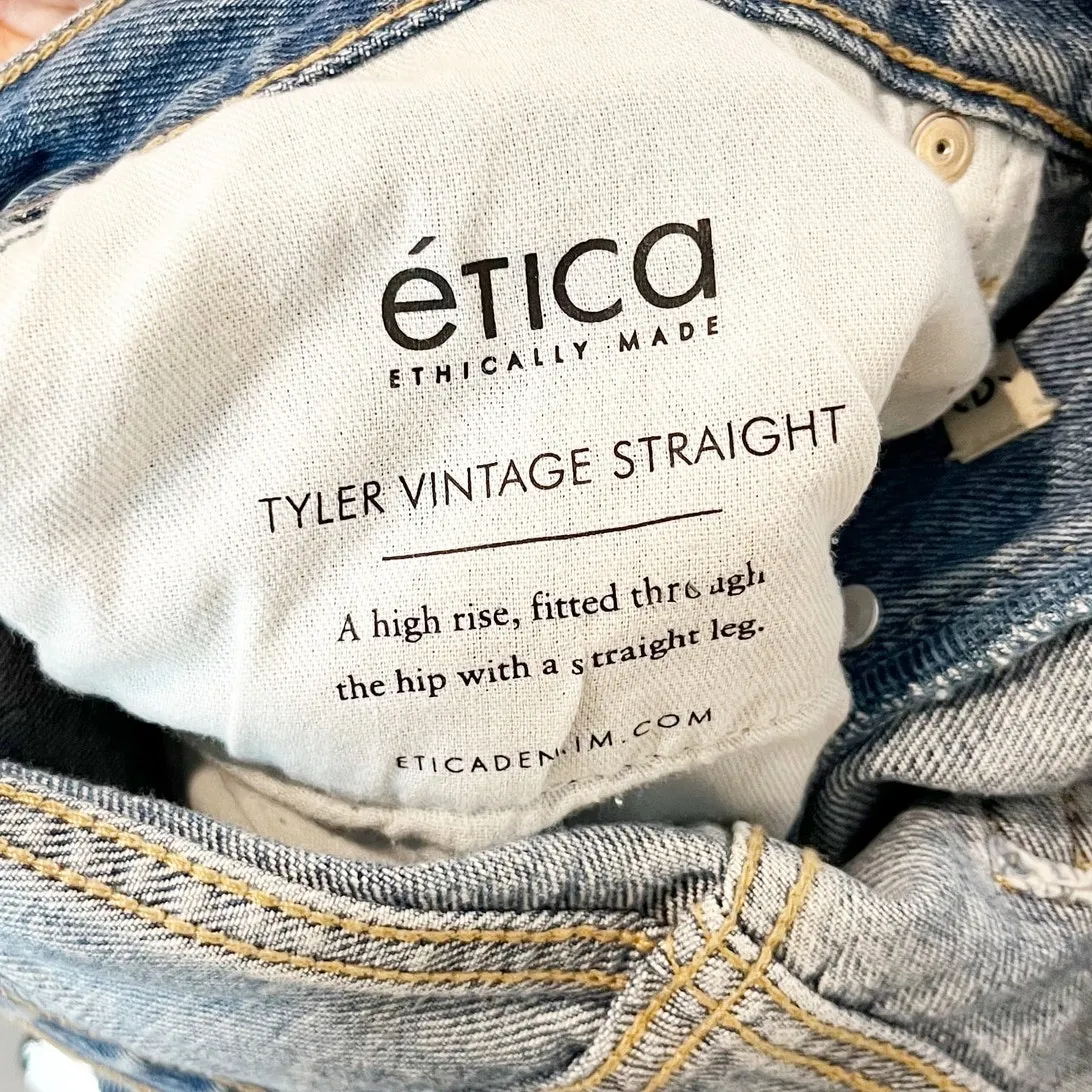 éTICa
ETHICALLY MADE
TYLER VINTAGE STRAIGHT
A high rise, fitted through
the hip with a straight leg.
ETICADENIM.COM